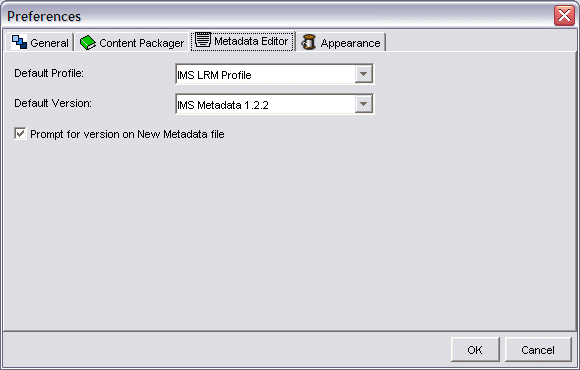 Preferences
General Content Packager Metadata Editor Appearance
Default Profile: IMS LRM Profile
Default Version: IMS Metadata 1.2.2
Prompt for version on New Metadata file
OK Cancel